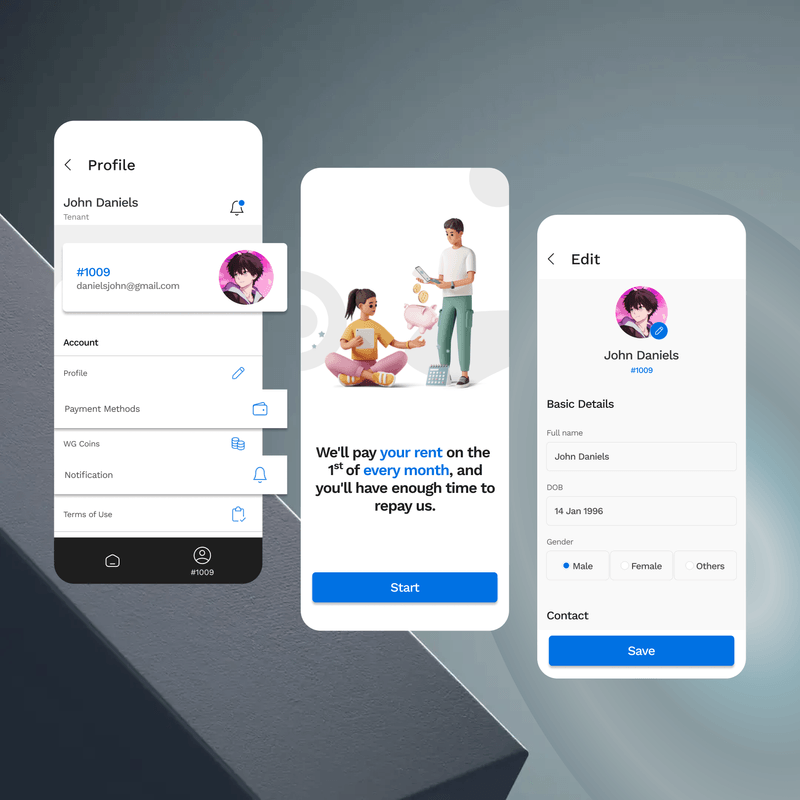 Profile
John Daniels
Tenant
#1009
danielsjohn@gmail.com
Account
Profile
Payment Methods
WG Coins
Notification
Terms of Use
#1009
We'll pay your rent on the
1st of every month, and
you'll have enough time to
repay us.
Start
Edit
John Daniels
#1009
Basic Details
Full name
John Daniels
DOB
14 Jan 1996
Gender
Male Female Others
Contact
Save